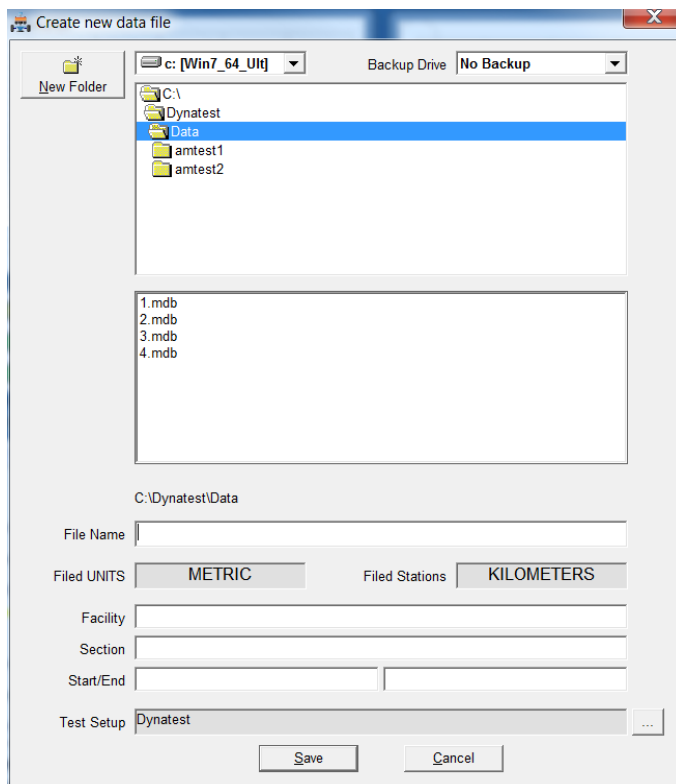 Create new data file
New Folder
c: [Win7_64_Ult]
Backup Drive No Backup
C:\
Dynatest
Data
amtest1
amtest2
1.mdb
2.mdb
3.mdb
4.mdb
C:\Dynatest\Data
File Name
Filed UNITS METRIC Filed Stations KILOMETERS
Facility
Section
Start/End
Test Setup Dynatest ...
Save Cancel